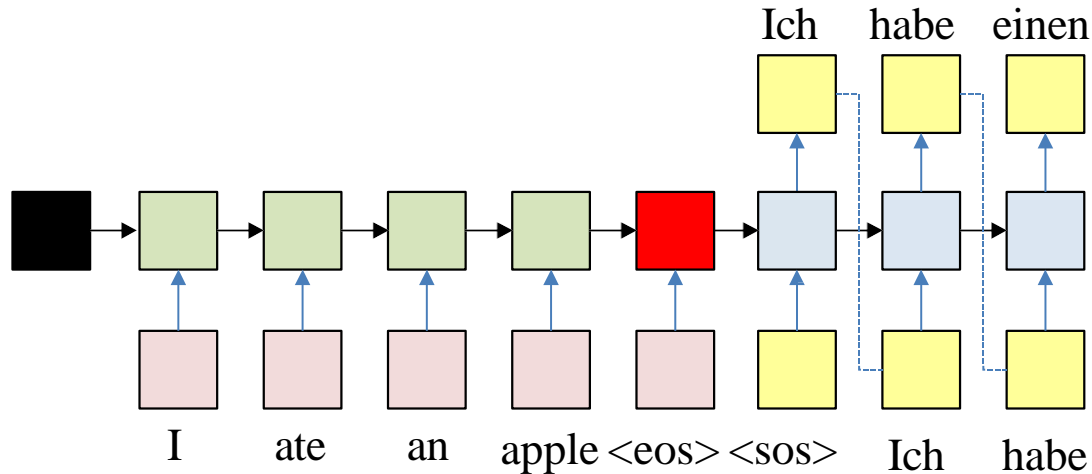 Ich habe einen
I ate an apple <eos> <sos> Ich habe